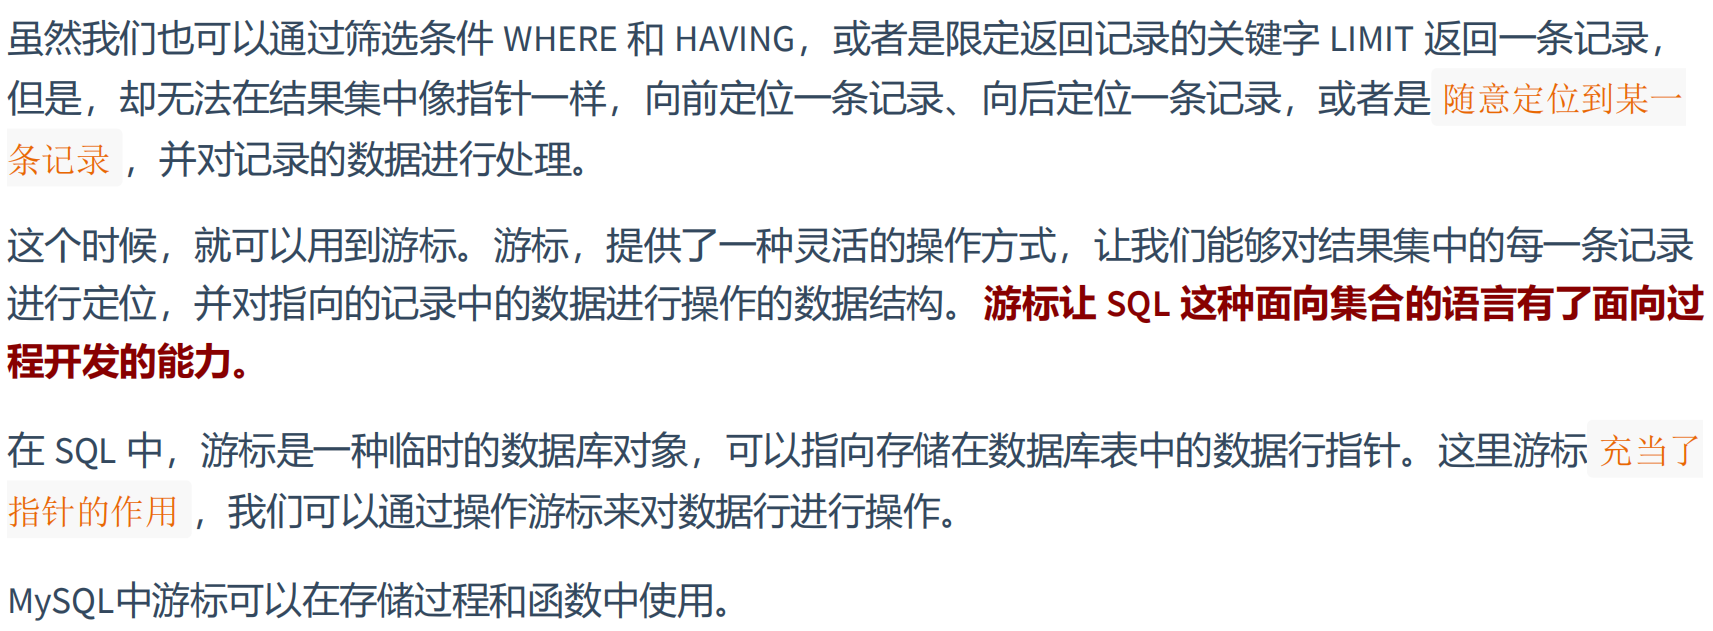 虽然我们也可以通过筛选条件 WHERE 和 HAVING，或者是限定返回记录的关键字 LIMIT 返回一条记录，
但是，却无法在结果集中像指针一样，向前定位一条记录、向后定位一条记录，或者是 随意定位到某一
条记录 ，并对记录的数据进行处理。
这个时候，就可以用到游标。游标，提供了一种灵活的操作方式，让我们能够对结果集中的每一条记录
进行定位，并对指向的记录中的数据进行操作的数据结构。游标让 SQL 这种面向集合的语言有了面向过
程开发的能力。
在 SQL 中，游标是一种临时的数据库对象，可以指向存储在数据库表中的数据行指针。这里游标 充当了
指针的作用 ，我们可以通过操作游标来对数据行进行操作。
MySQL中游标可以在存储过程和函数中使用。